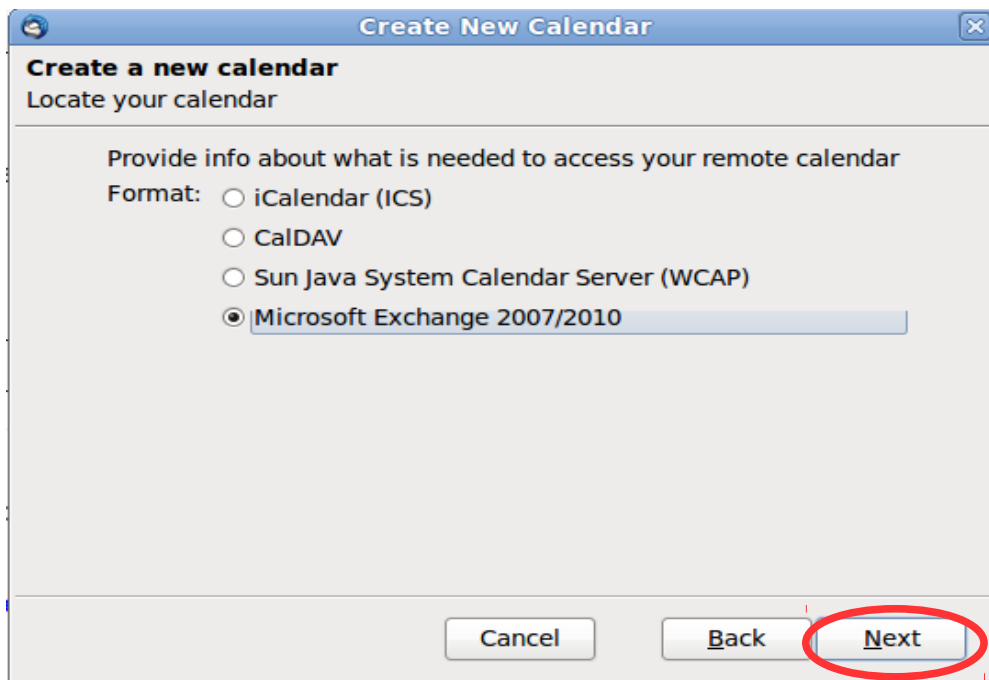 Create New Calendar
Create a new calendar
Locate your calendar
Provide info about what is needed to access your remote calendar
Format: iCalendar (ICS)
CalDAV
Sun Java System Calendar Server (WCAP)
Microsoft Exchange 2007/2010
Cancel Back Next